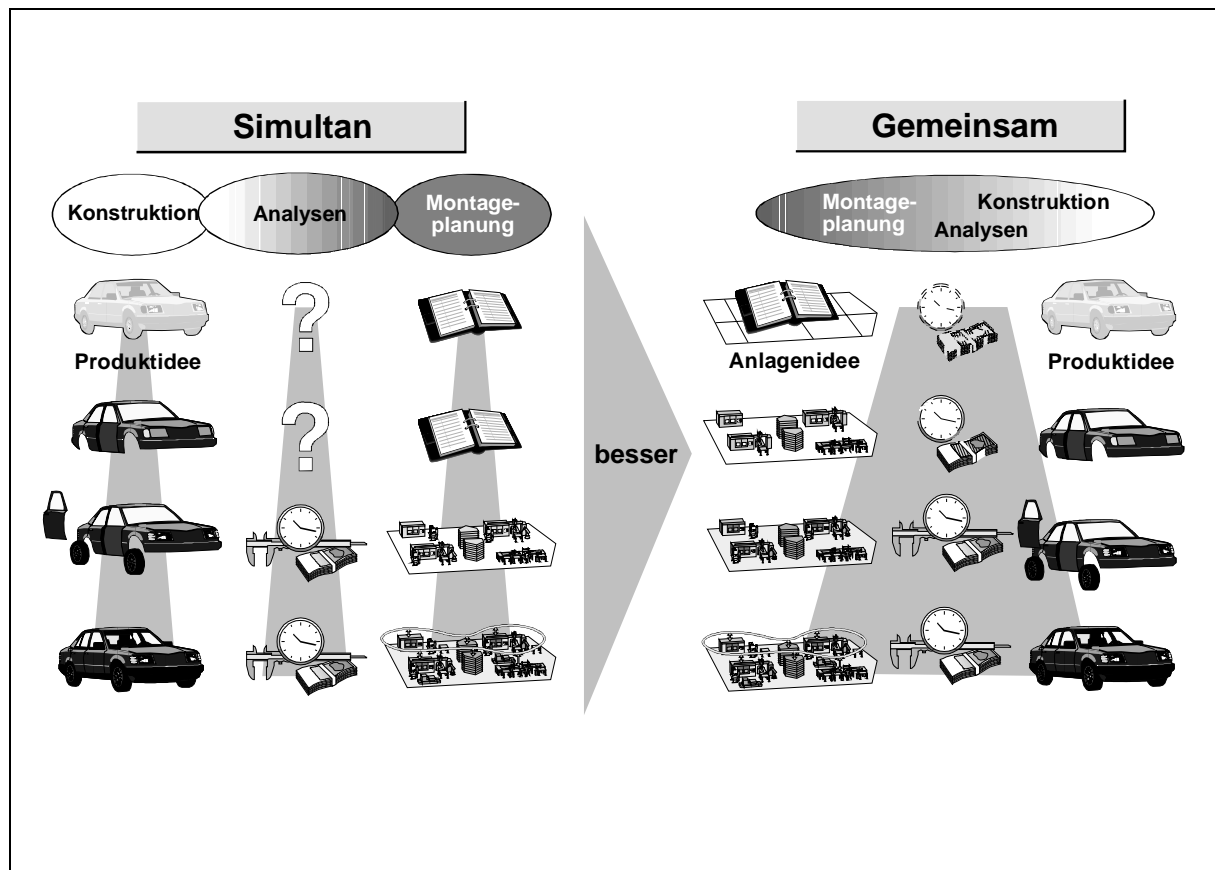 Simultan
Konstruktion
Analysen
Montage-
planung
Produktidee
besser
Gemeinsam
Montage-
planung
Konstruktion
Analysen
Anlagenidee
Produktidee